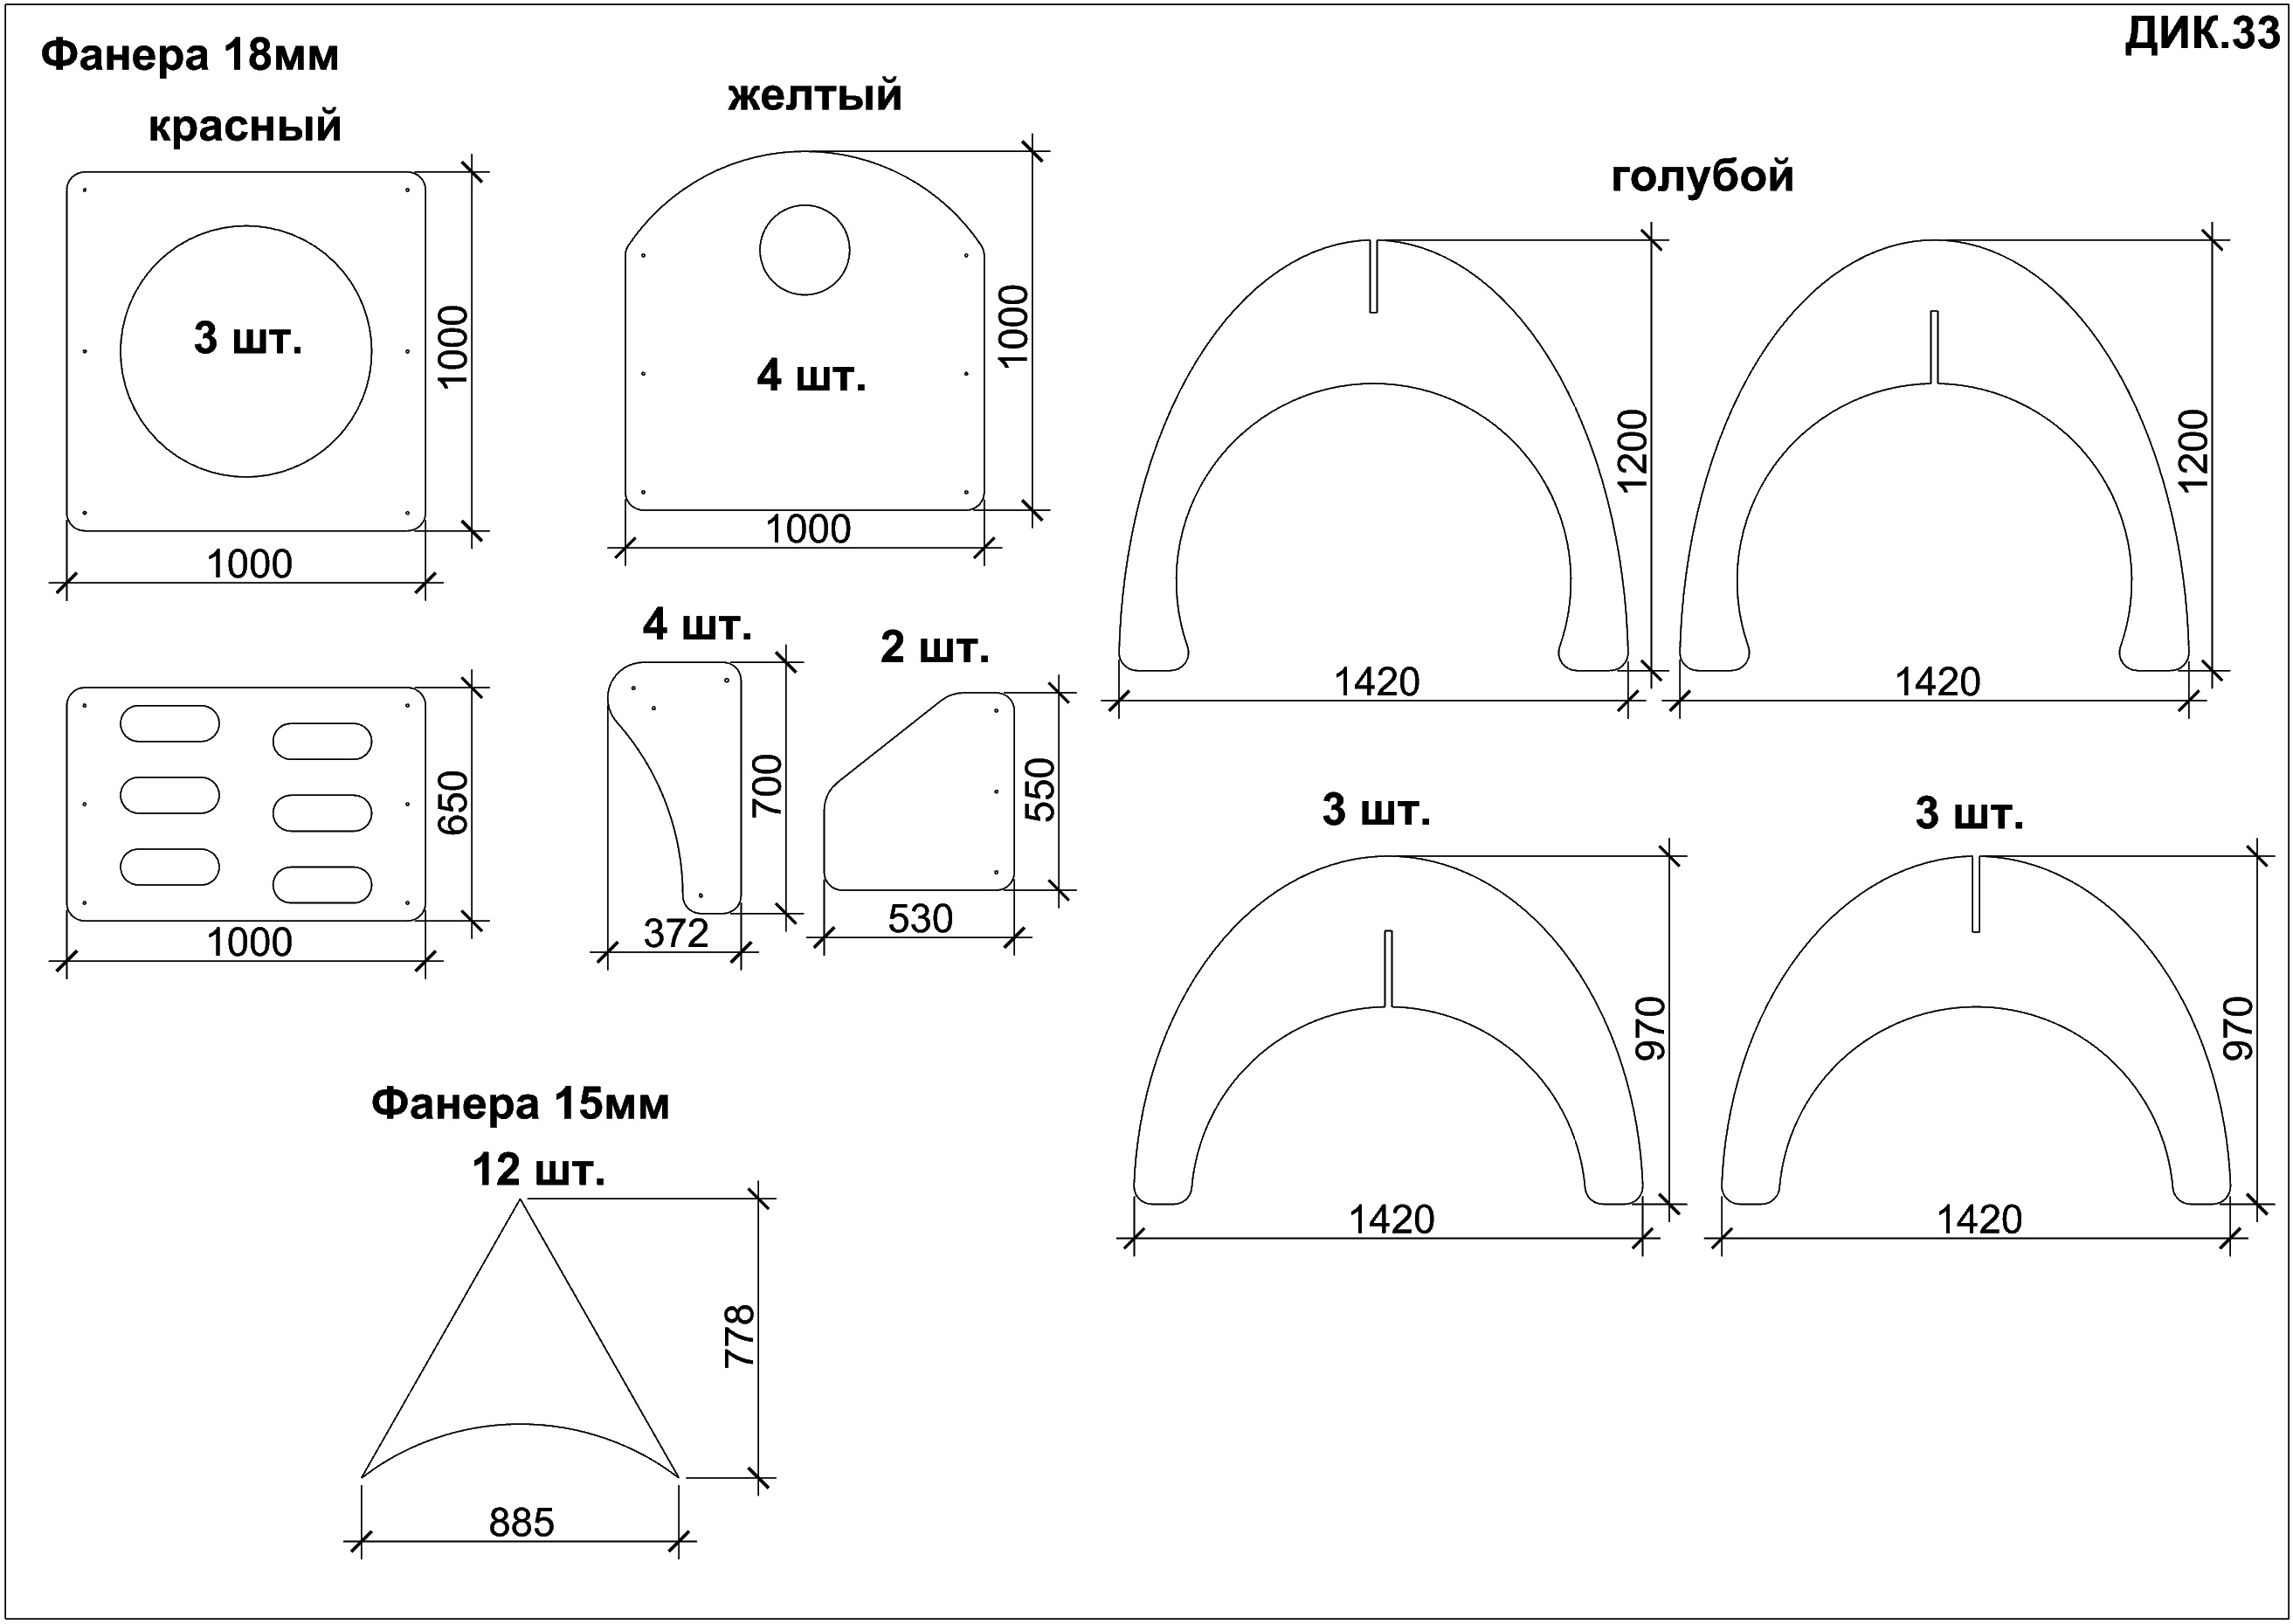 ДИК.33
Фанера 18мм
красный
3 шт.
1000
1000
650
1000
желтый
4 шт.
1000
1000
4 шт.
700
372
2 шт.
550
530
голубой
1200
1420
1200
1420
3 шт.
970
1420
3 шт.
970
1420
Фанера 15мм
12 шт.
778
885